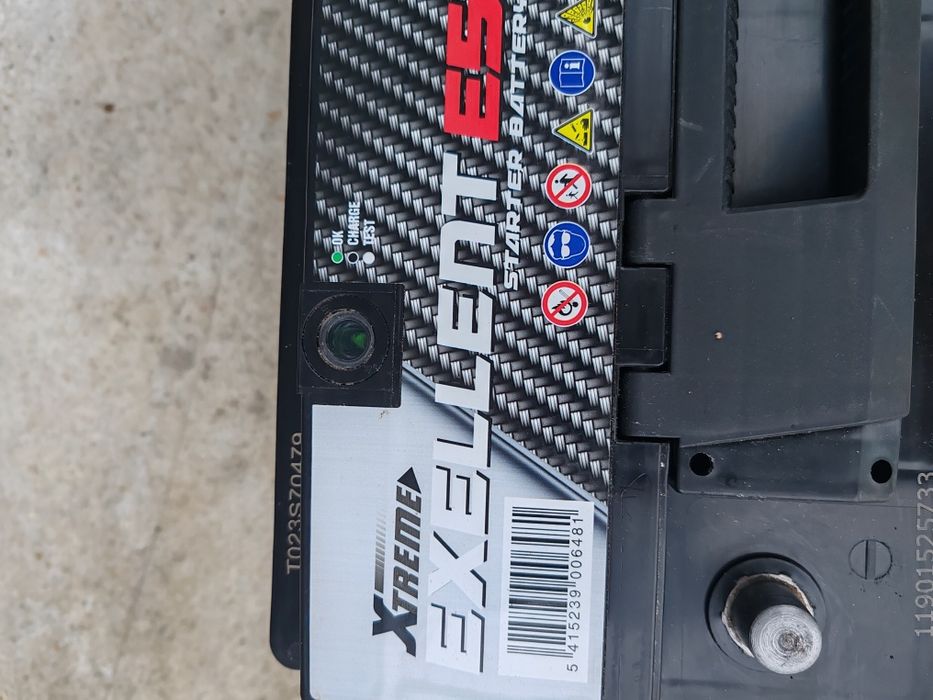 OK
CHARGE
TEST
XTREME
EXELLENT ES
STARTER BATTERY
5 415239 006481
T023S70479
11901525733